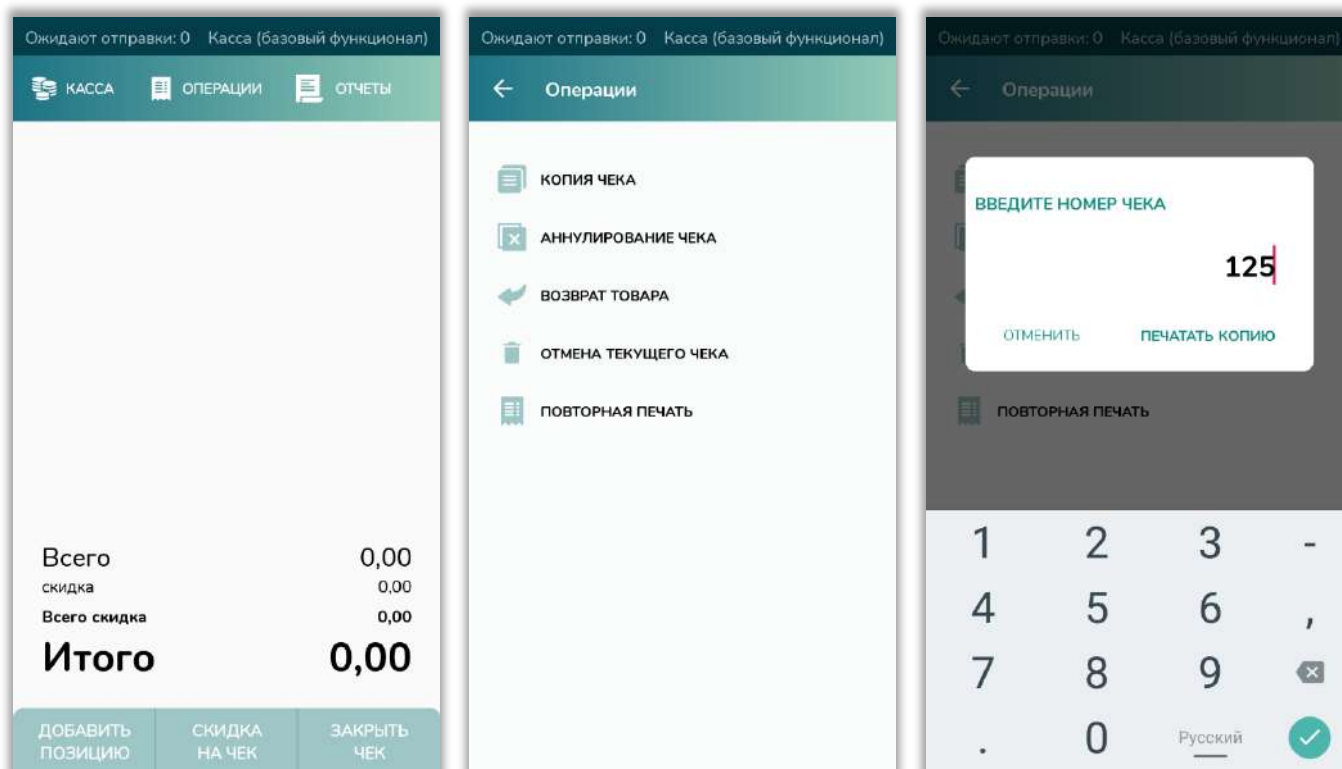 Ожидают отправки: 0 Касса (базовый функционал)
КАССА ОПЕРАЦИИ ОТЧЕТЫ
Всего 0,00
скидка 0,00
Всего скидка 0,00
Итого 0,00
ДОБАВИТЬ ПОЗИЦИЮ
СКИДКА НА ЧЕК
ЗАКРЫТЬ ЧЕК
Ожидают отправки: 0 Касса (базовый функционал)
Операции
КОПИЯ ЧЕКА
АННУЛИРОВАНИЕ ЧЕКА
ВОЗВРАТ ТОВАРА
ОТМЕНА ТЕКУЩЕГО ЧЕКА
ПОВТОРНАЯ ПЕЧАТЬ
Ожидают отправки: 0 Касса (базовый функционал)
Операции
ВВЕДИТЕ НОМЕР ЧЕКА
125
ОТМЕНИТЬ ПЕЧАТАТЬ КОПИЮ
ПОВТОРНАЯ ПЕЧАТЬ
1 2 3 -
4 5 6 ,
7 8 9
. 0 Русский